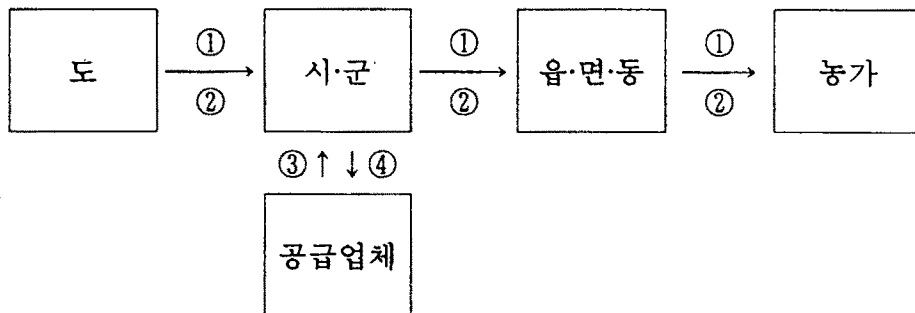 ① ① ①
도 → 시·군 → 읍·면·동 → 농가
② ② ②
③ ↑ ↓ ④
공급업체